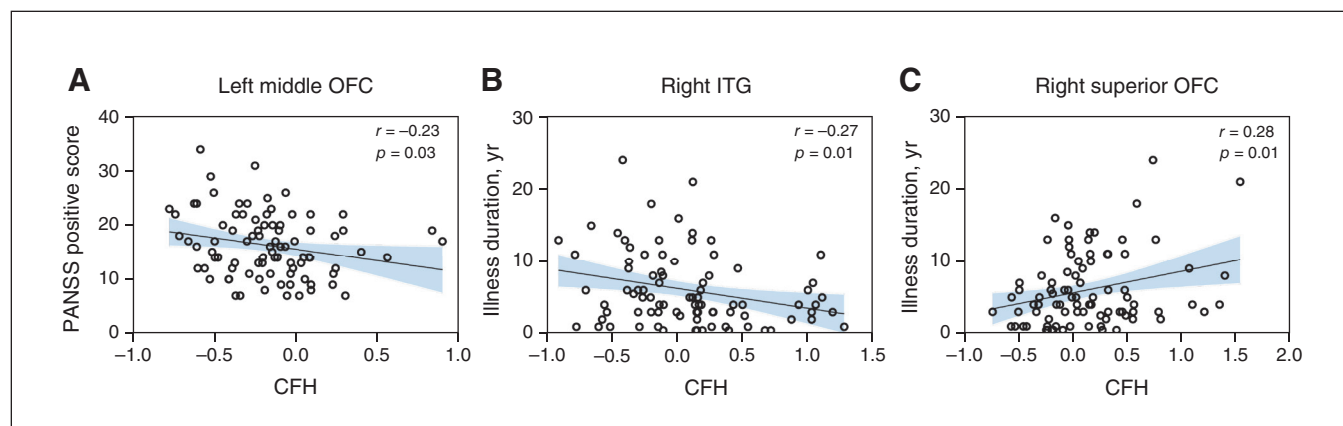 A Left middle OFC
PANSS positive score
40
30
20
10
0
r = –0.23
p = 0.03
–1.0 –0.5 0.0 0.5 1.0
CFH
B Right ITG
Illness duration, yr
30
20
10
0
r = –0.27
p = 0.01
–1.0 –0.5 0.0 0.5 1.0 1.5
CFH
C Right superior OFC
Illness duration, yr
30
20
10
0
r = 0.28
p = 0.01
–1.0 –0.5 0.0 0.5 1.0 1.5 2.0
CFH